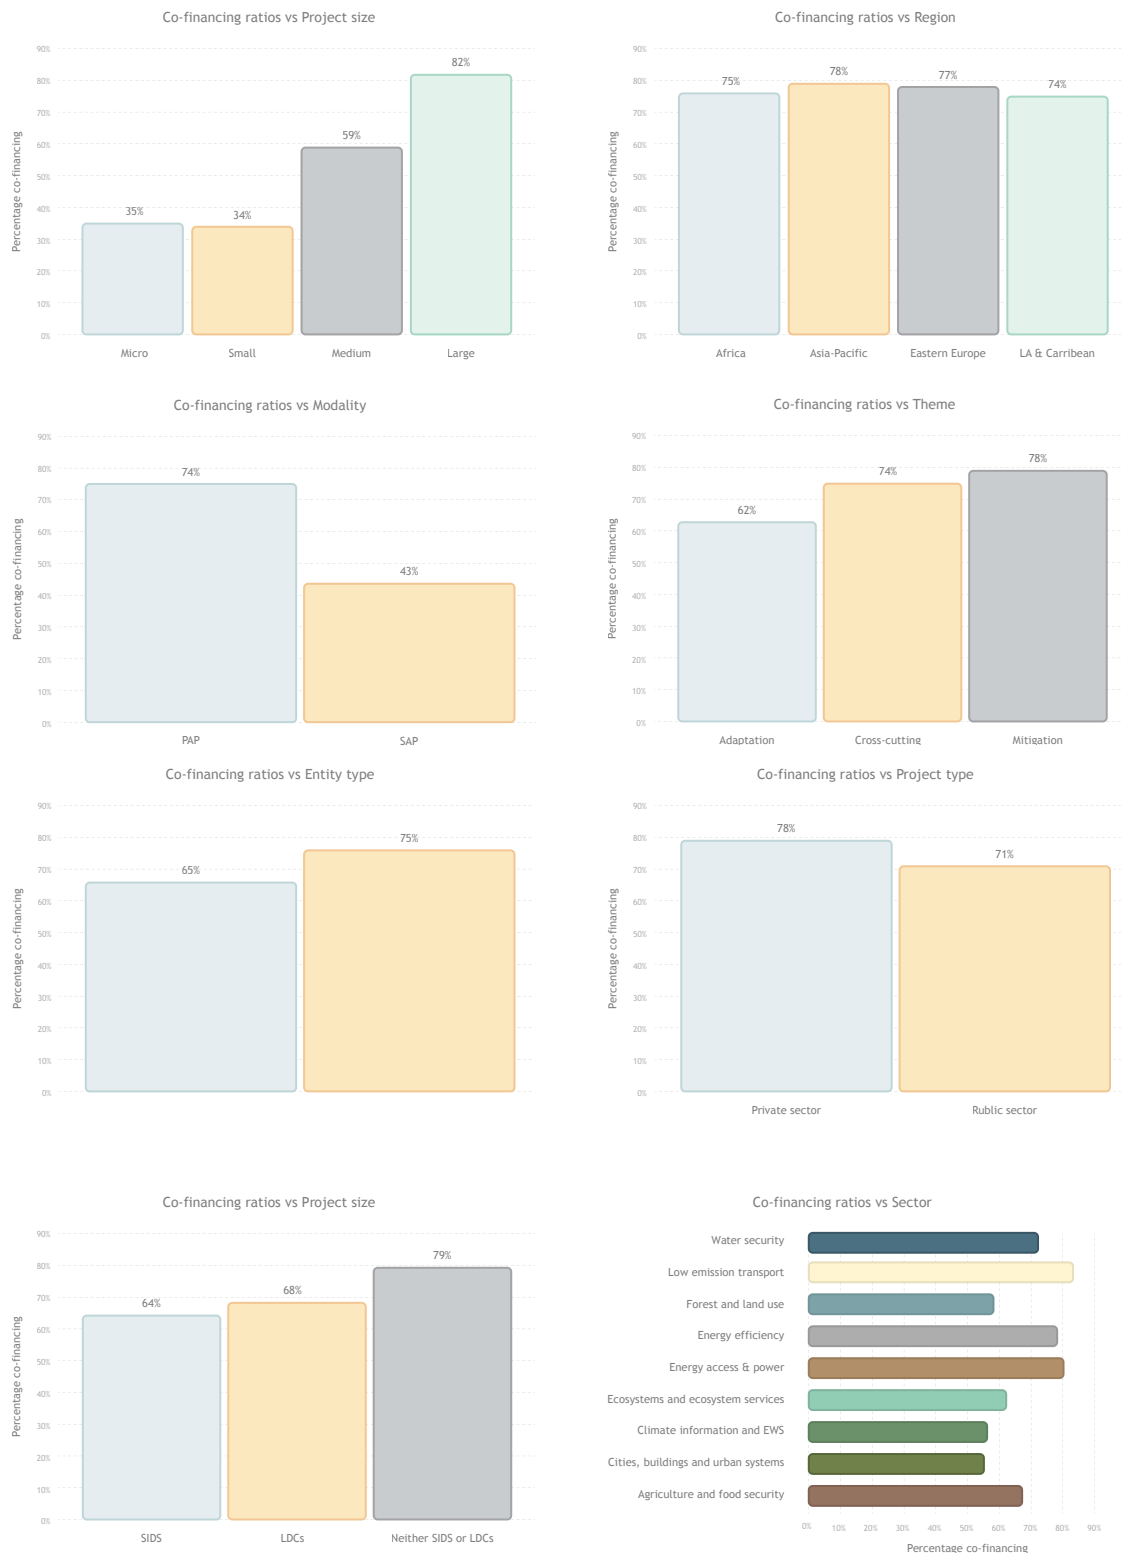 Co-financing ratios vs Project size
90%
80%
70%
60%
50%
40%
30%
20%
10%
0%
Percentage co-financing
35%
34%
59%
82%
Micro
Small
Medium
Large
Co-financing ratios vs Region
90%
80%
70%
60%
50%
40%
30%
20%
10%
0%
Percentage co-financing
75%
78%
77%
74%
Africa
Asia-Pacific
Eastern Europe
LA & Carribean
Co-financing ratios vs Modality
90%
80%
70%
60%
50%
40%
30%
20%
10%
0%
Percentage co-financing
74%
43%
PAP
SAP
Co-financing ratios vs Theme
90%
80%
70%
60%
50%
40%
30%
20%
10%
0%
Percentage co-financing
62%
74%
78%
Adaptation
Cross-cutting
Mitigation
Co-financing ratios vs Entity type
90%
80%
70%
60%
50%
40%
30%
20%
10%
0%
Percentage co-financing
65%
75%
Co-financing ratios vs Project type
90%
80%
70%
60%
50%
40%
30%
20%
10%
0%
Percentage co-financing
78%
71%
Private sector
Rublic sector
Co-financing ratios vs Project size
90%
80%
70%
60%
50%
40%
30%
20%
10%
0%
Percentage co-financing
64%
68%
79%
SIDS
LDCs
Neither SIDS or LDCs
Co-financing ratios vs Sector
Water security
Low emission transport
Forest and land use
Energy efficiency
Energy access & power
Ecosystems and ecosystem services
Climate information and EWS
Cities, buildings and urban systems
Agriculture and food security
0% 10% 20% 30% 40% 50% 60% 70% 80% 90%
Percentage co-financing